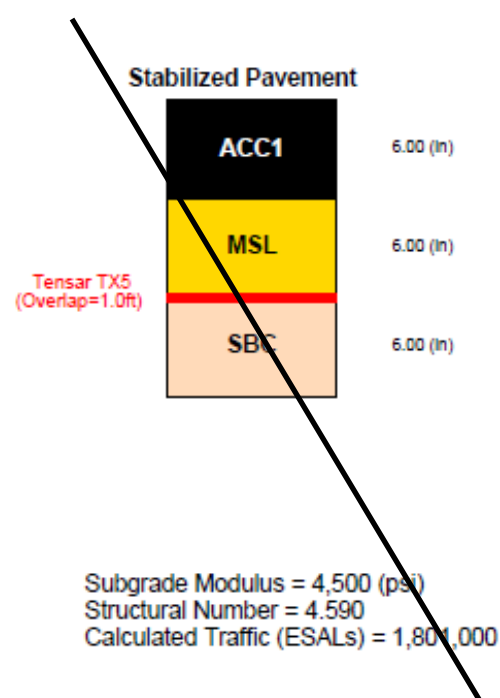 Stabilized Pavement
ACC1
6.00 (in)
MSL
6.00 (in)
Tensar TX5
(Overlap=1.0ft)
SBC
6.00 (in)
Subgrade Modulus = 4,500 (psi)
Structural Number = 4.590
Calculated Traffic (ESALs) = 1,801,000